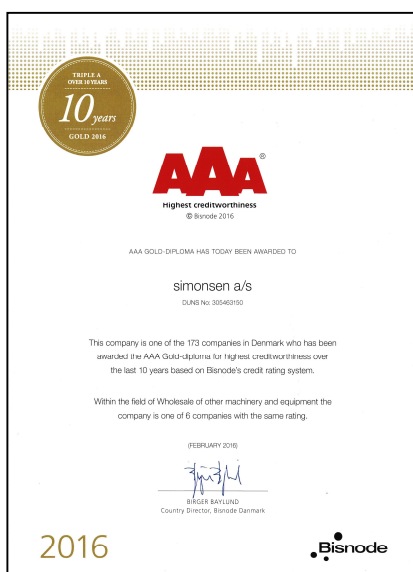 TRIPLE A
OVER 10 YEARS
10 years
GOLD 2016
AAA®
Highest creditworthiness
© Bisnode 2016
AAA GOLD-DIPLOMA HAS TODAY BEEN AWARDED TO
simonsen a/s
DUNS No: 305463150
This company is one of the 173 companies in Denmark who has been
awarded the AAA Gold-diploma for highest creditworthiness over
the last 10 years based on Bisnode's credit rating system.
Within the field of Wholesale of other machinery and equipment the
company is one of 6 companies with the same rating.
(FEBRUARY 2016)
BIRGER BAYLUND
Country Director, Bisnode Danmark
2016
Bisnode